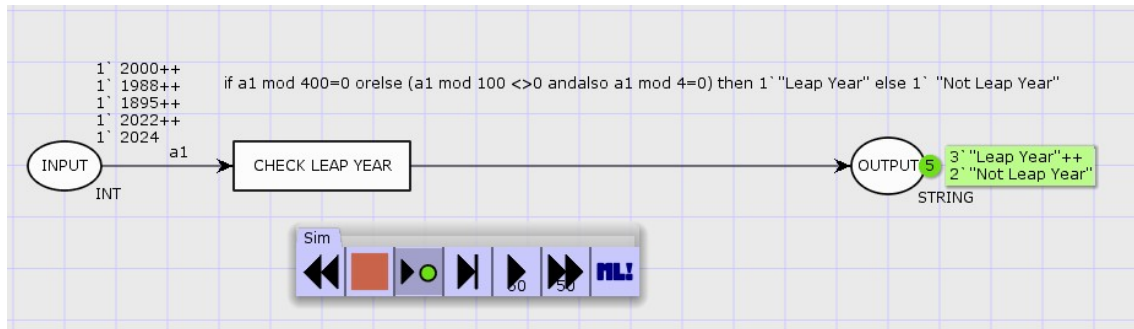 1` 2000++
1` 1988++
1` 1895++
1` 2022++
1` 2024
if a1 mod 400=0 orelse (a1 mod 100 <>0 andalso a1 mod 4=0) then 1`"Leap Year" else 1` "Not Leap Year"
a1
INPUT
INT
CHECK LEAP YEAR
OUTPUT
5
3`"Leap Year"++
2`"Not Leap Year"
STRING
Sim
50
ML!